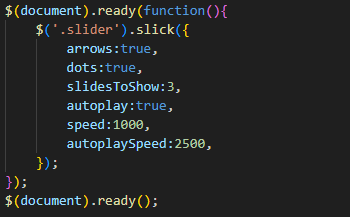 $(document).ready(function(){
    $('.slider').slick({
        arrows:true,
        dots:true,
        slidesToShow:3,
        autoplay:true,
        speed:1000,
        autoplaySpeed:2500,
    });
});
$(document).ready();